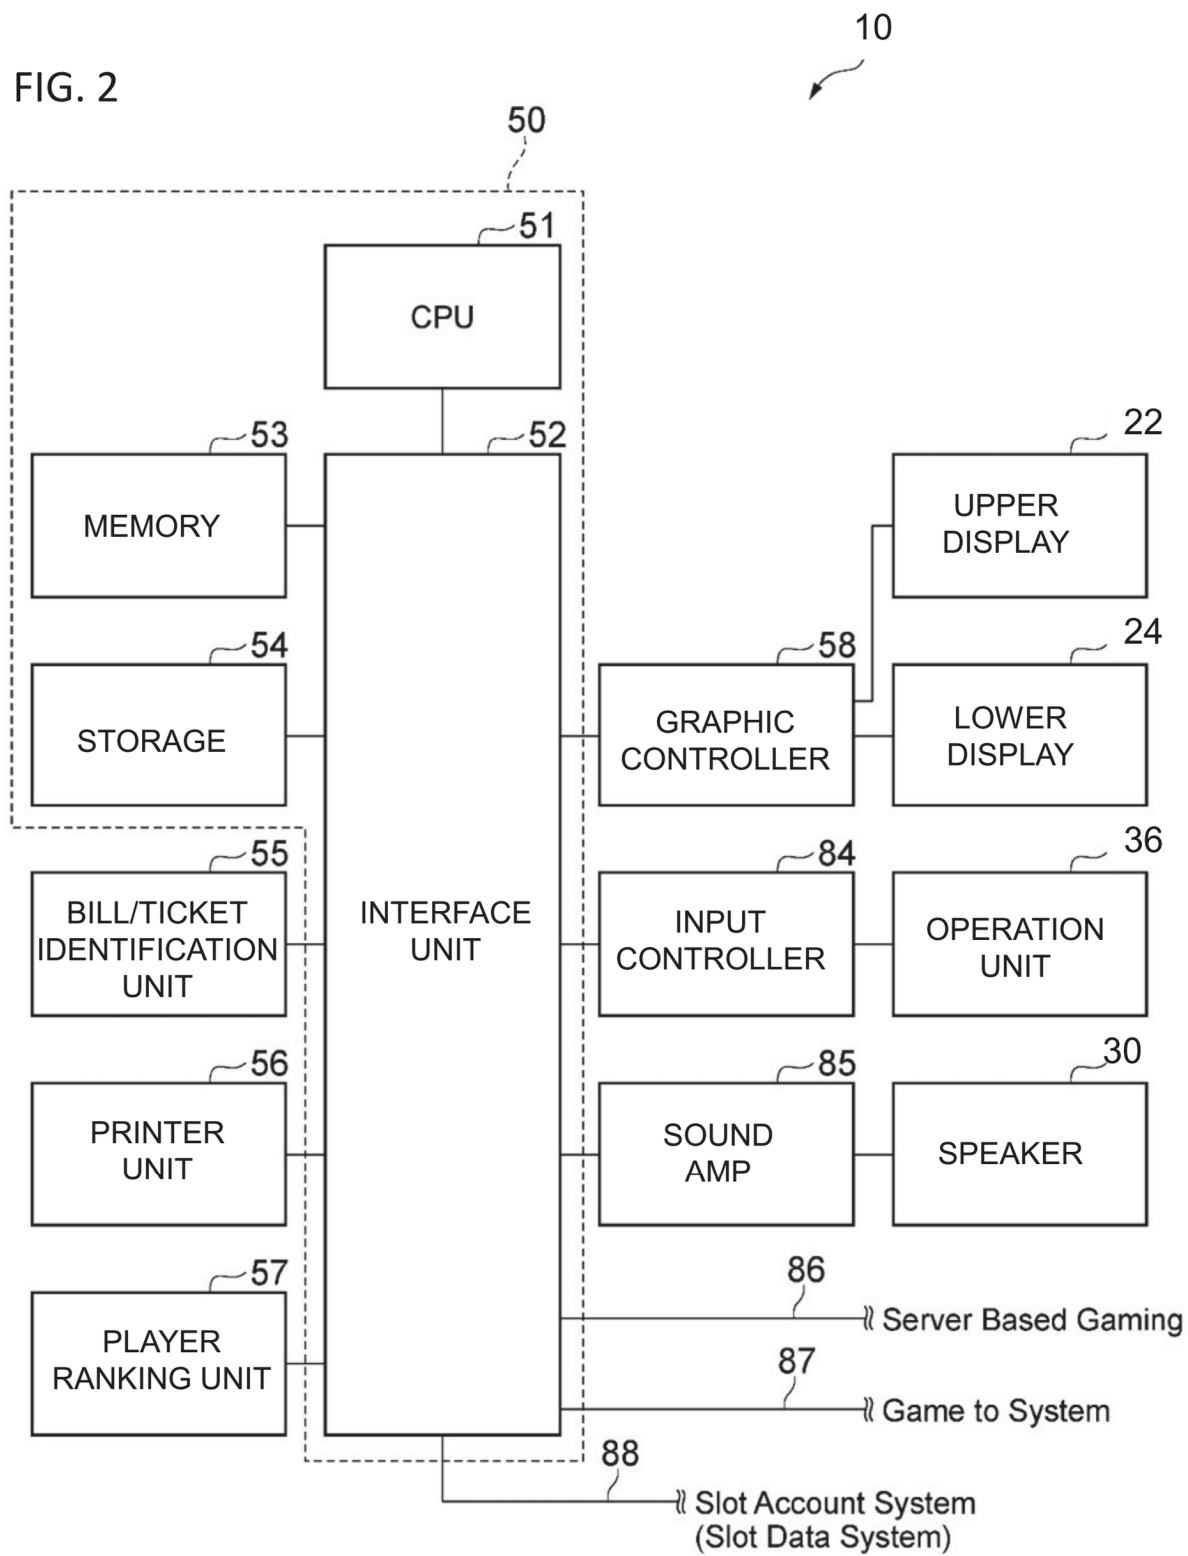 10
FIG. 2
50
51
CPU
53
MEMORY
52
INTERFACE
UNIT
22
UPPER
DISPLAY
54
STORAGE
58
GRAPHIC
CONTROLLER
24
LOWER
DISPLAY
55
BILL/TICKET
IDENTIFICATION
UNIT
84
INPUT
CONTROLLER
36
OPERATION
UNIT
56
PRINTER
UNIT
85
SOUND
AMP
30
SPEAKER
57
PLAYER
RANKING UNIT
86
Server Based Gaming
87
Game to System
88
Slot Account System
(Slot Data System)